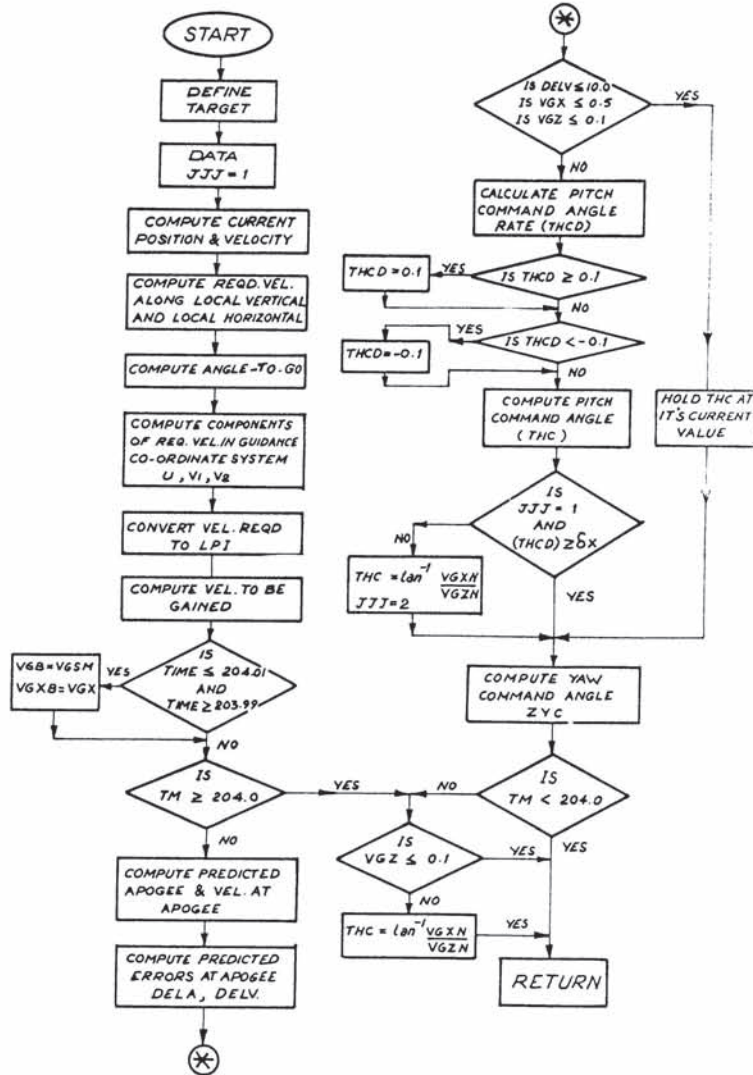 START
DEFINE
TARGET
DATA
JJJ = 1
COMPUTE CURRENT
POSITION & VELOCITY
COMPUTE REQD. VEL.
ALONG LOCAL VERTICAL
AND LOCAL HORIZONTAL
COMPUTE ANGLE-TO-GO
COMPUTE COMPONENTS
OF REQ. VEL. IN GUIDANCE
CO-ORDINATE SYSTEM
U, V1, V2
CONVERT VEL. REQD
TO LPI
COMPUTE VEL. TO BE
GAINED
IS
TIME ≤ 204.01
AND
TIME ≥ 203.99
YES
VGB = VGSM
VGXB = VGX
NO
IS
TM ≥ 204.0
YES
NO
COMPUTE PREDICTED
APOGEE & VEL. AT
APOGEE
COMPUTE PREDICTED
ERRORS AT APOGEE
DELA, DELV.
*
*
IS DELV ≤ 10.0
IS VGX ≤ 0.5
IS VGZ ≤ 0.1
YES
NO
CALCULATE PITCH
COMMAND ANGLE
RATE (THCD)
IS THCD ≥ 0.1
YES
THCD = 0.1
NO
IS THCD < -0.1
YES
THCD = -0.1
NO
COMPUTE PITCH
COMMAND ANGLE
(THC)
HOLD THC AT
IT'S CURRENT
VALUE
IS
JJJ = 1
AND
(THCD) ≥ δX
NO
THC = tan⁻¹ VGXN/VGZN
JJJ = 2
YES
COMPUTE YAW
COMMAND ANGLE
ZYC
IS
TM < 204.0
NO
YES
IS
VGZ ≤ 0.1
YES
NO
THC = tan⁻¹ VGXN/VGZN
YES
RETURN